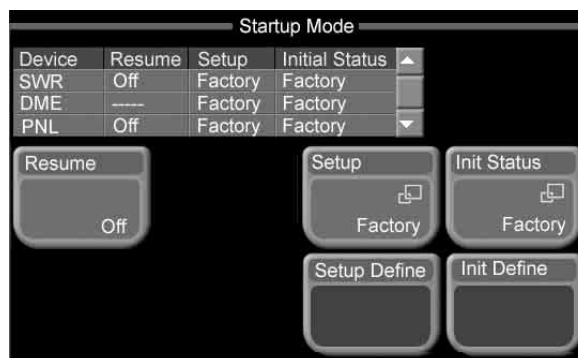 Startup Mode
Device Resume Setup Initial Status
SWR Off Factory Factory
DME ----- Factory Factory
PNL Off Factory Factory
Resume
Off
Setup
Factory
Init Status
Factory
Setup Define
Init Define